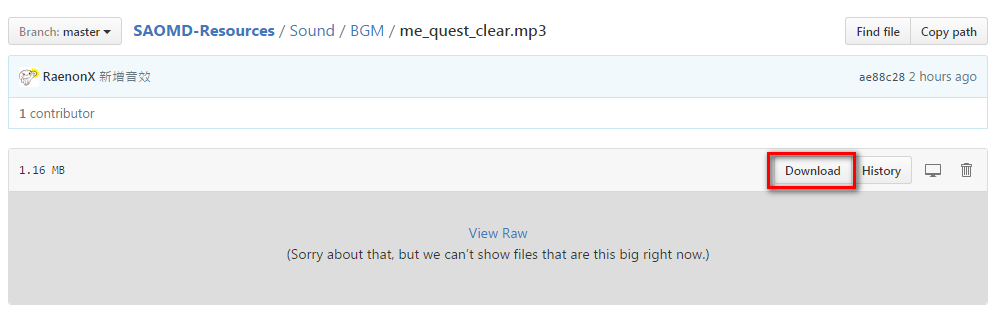 Branch: master SAOMD-Resources / Sound / BGM / me_quest_clear.mp3 Find file Copy path
RaenonX 新增音效 ae88c28 2 hours ago
1 contributor
1.16 MB Download History
View Raw
(Sorry about that, but we can't show files that are this big right now.)